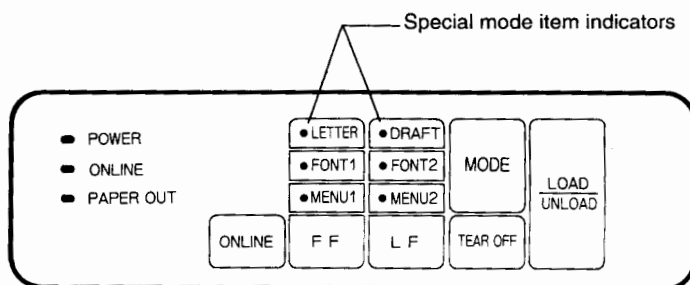 Special mode item indicators
POWER
ONLINE
PAPER OUT
LETTER
DRAFT
FONT1
FONT2
MENU1
MENU2
MODE
LOAD
UNLOAD
ONLINE
F F
L F
TEAR OFF